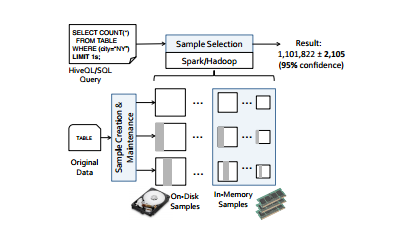 SELECT COUNT(*)
FROM TABLE
WHERE (city="NY")
LIMIT 1s;
HiveQL/SQL
Query
Sample Selection
Spark/Hadoop
Result:
1,101,822 ± 2,105
(95% confidence)
TABLE
Original
Data
Sample Creation &
Maintenance
...
...
...
...
...
...
On-Disk
Samples
In-Memory
Samples